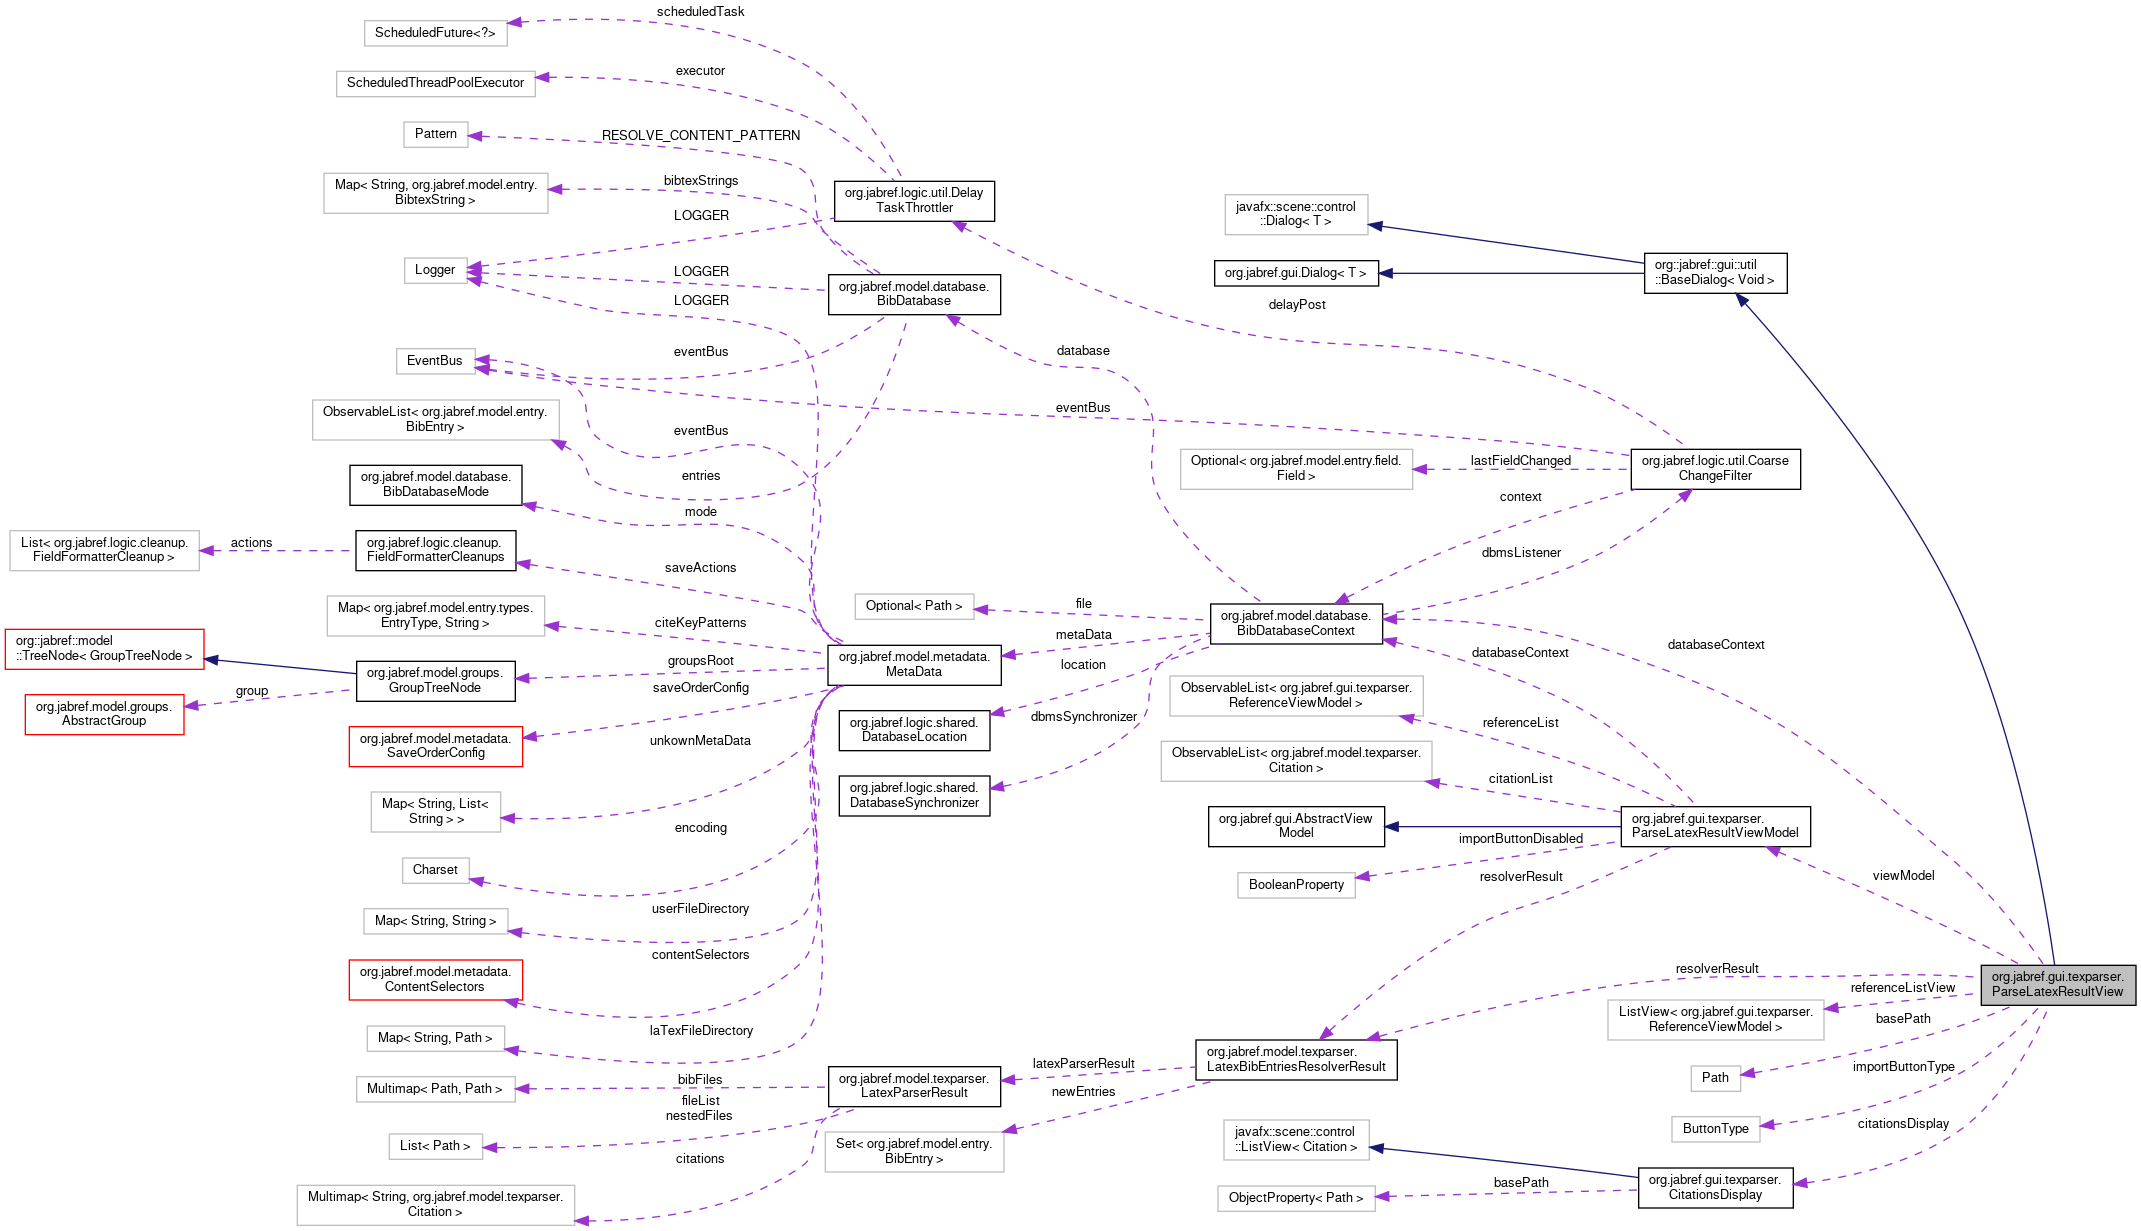 scheduledTask
ScheduledFuture<?>
executor
ScheduledThreadPoolExecutor
Pattern
RESOLVE_CONTENT_PATTERN
Map< String, org.jabref.model.entry.
BibtexString >
bibtexStrings
org.jabref.logic.util.Delay
TaskThrottler
LOGGER
javafx::scene::control
::Dialog< T >
Logger
LOGGER
org.jabref.model.database.
BibDatabase
org.jabref.gui.Dialog< T >
org::jabref::gui::util
::BaseDialog< Void >
LOGGER
delayPost
EventBus
eventBus
database
ObservableList< org.jabref.model.entry.
BibEntry >
eventBus
eventBus
org.jabref.model.database.
BibDatabaseMode
entries
Optional< org.jabref.model.entry.field.
Field >
lastFieldChanged
org.jabref.logic.util.Coarse
ChangeFilter
mode
context
List< org.jabref.logic.cleanup.
FieldFormatterCleanup >
actions
org.jabref.logic.cleanup.
FieldFormatterCleanups
dbmsListener
saveActions
Map< org.jabref.model.entry.types.
EntryType, String >
citeKeyPatterns
Optional< Path >
file
org.jabref.model.database.
BibDatabaseContext
metaData
org::jabref::model
::TreeNode< GroupTreeNode >
org.jabref.model.groups.
GroupTreeNode
groupsRoot
org.jabref.model.metadata.
MetaData
location
databaseContext
databaseContext
group
org.jabref.model.groups.
AbstractGroup
saveOrderConfig
ObservableList< org.jabref.gui.texparser.
ReferenceViewModel >
referenceList
org.jabref.model.metadata.
SaveOrderConfig
unkownMetaData
org.jabref.logic.shared.
DatabaseLocation
dbmsSynchronizer
ObservableList< org.jabref.model.texparser.
Citation >
citationList
Map< String, List<
String > >
org.jabref.logic.shared.
DatabaseSynchronizer
encoding
org.jabref.gui.AbstractView
Model
org.jabref.gui.texparser.
ParseLatexResultViewModel
importButtonDisabled
Charset
BooleanProperty
resolverResult
viewModel
Map< String, String >
userFileDirectory
contentSelectors
org.jabref.model.metadata.
ContentSelectors
resolverResult
org.jabref.gui.texparser.
ParseLatexResultView
referenceListView
ListView< org.jabref.gui.texparser.
ReferenceViewModel >
basePath
Map< String, Path >
laTexFileDirectory
org.jabref.model.texparser.
LatexBibEntriesResolverResult
latexParserResult
Path
importButtonType
Multimap< Path, Path >
bibFiles
org.jabref.model.texparser.
LatexParserResult
newEntries
fileList
nestedFiles
ButtonType
citationsDisplay
List< Path >
Set< org.jabref.model.entry.
BibEntry >
javafx::scene::control
::ListView< Citation >
citations
org.jabref.gui.texparser.
CitationsDisplay
basePath
ObjectProperty< Path >
Multimap< String, org.jabref.model.texparser.
Citation >